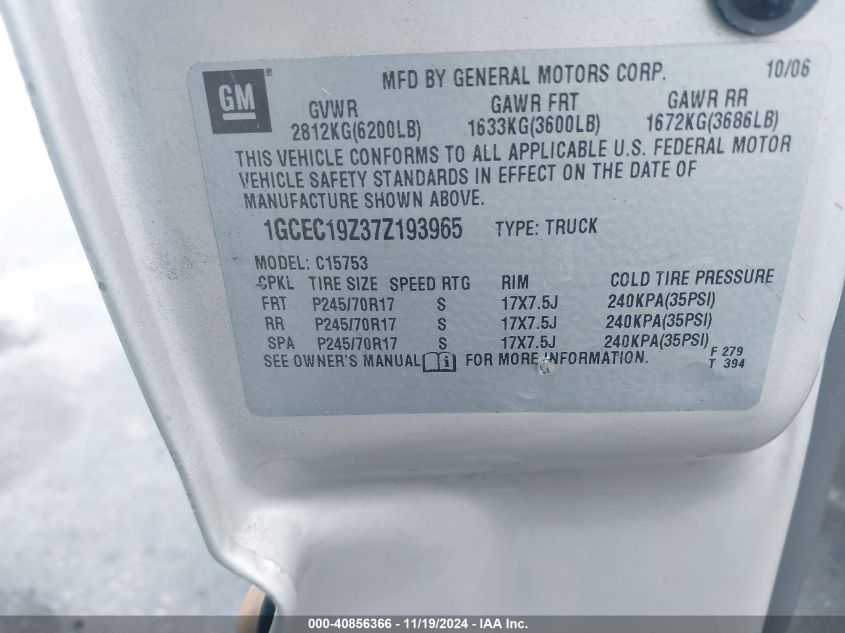 GM ® MFD BY GENERAL MOTORS CORP. 10/06
GVWR GAWR FRT GAWR RR
2812KG(6200LB) 1633KG(3600LB) 1672KG(3686LB)
THIS VEHICLE CONFORMS TO ALL APPLICABLE U.S. FEDERAL MOTOR
VEHICLE SAFETY STANDARDS IN EFFECT ON THE DATE OF
MANUFACTURE SHOWN ABOVE.
1GCEC19Z37Z193965 TYPE: TRUCK
MODEL: C15753
CPKL TIRE SIZE SPEED RTG RIM COLD TIRE PRESSURE
FRT P245/70R17 S 17X7.5J 240KPA(35PSI)
RR P245/70R17 S 17X7.5J 240KPA(35PSI)
SPA P245/70R17 S 17X7.5J 240KPA(35PSI)
SEE OWNER'S MANUAL i FOR MORE INFORMATION. F 279
T 394
000-40856366 - 11/19/2024 - IAA Inc.